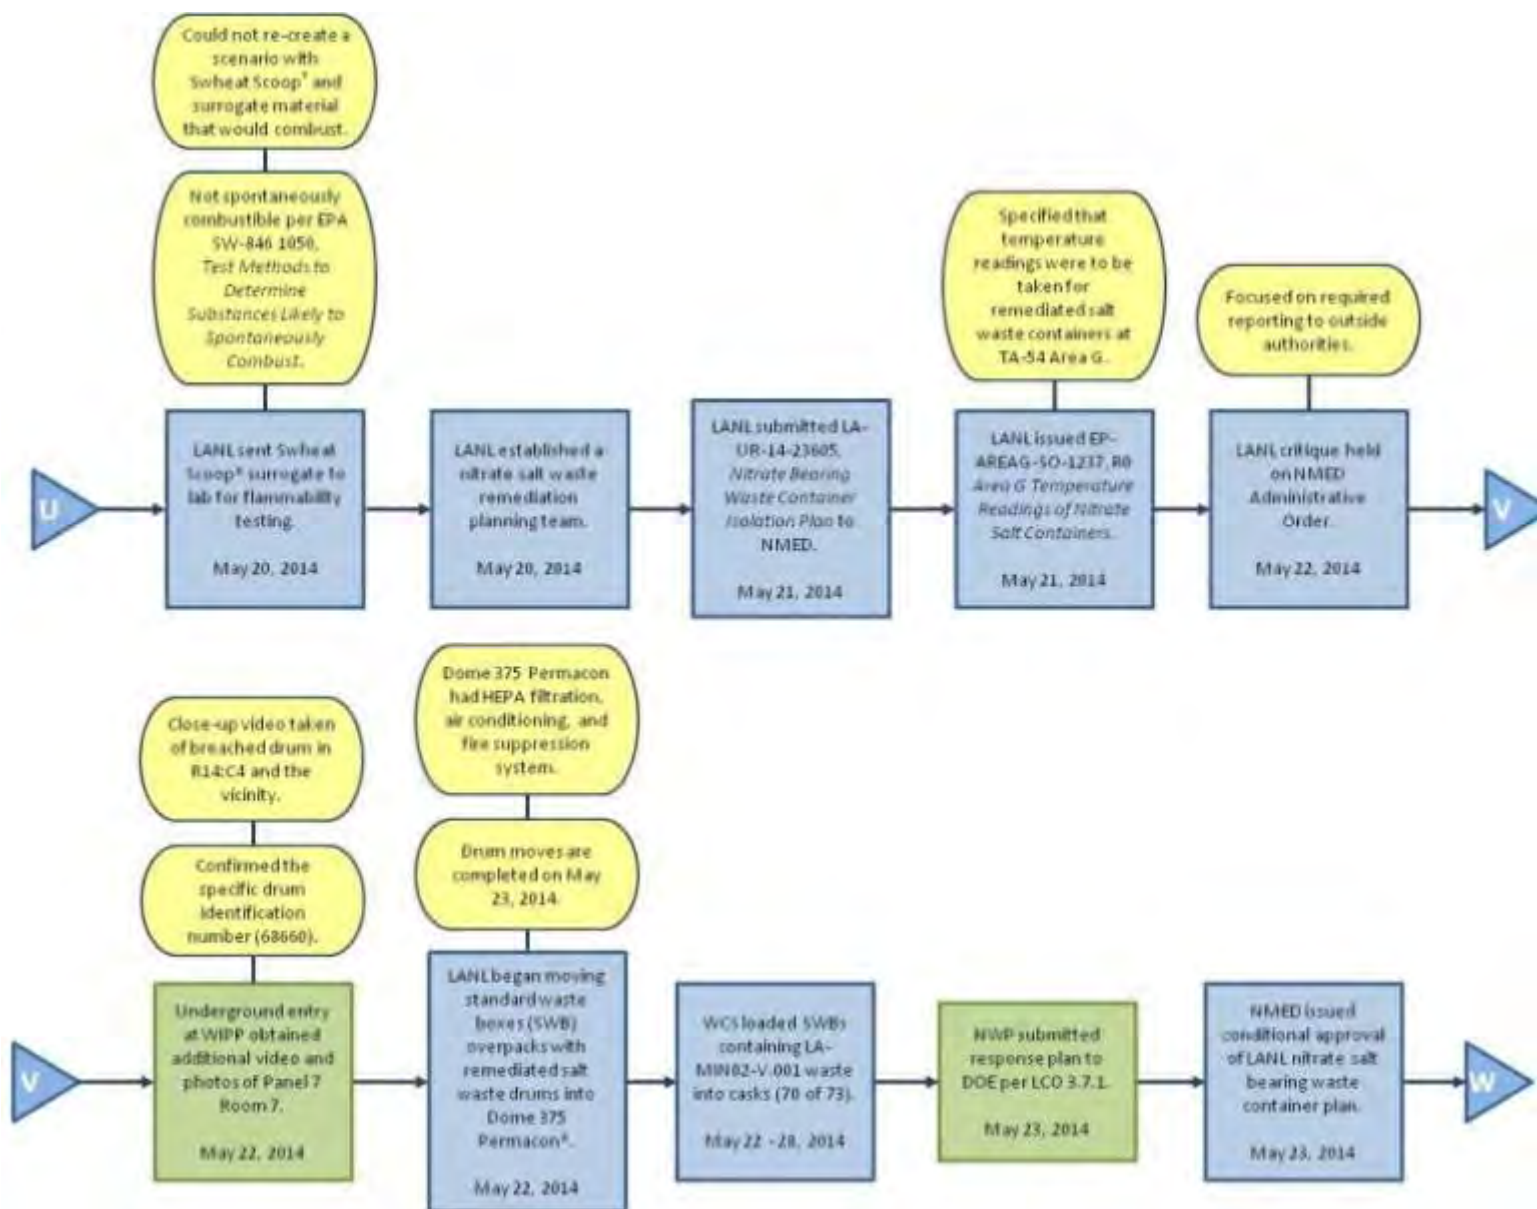 Could not re-create a
scenario with
Swheat Scoop® and
surrogate material
that would combust.
Not spontaneously
combustible per EPA
SW-846 1050,
Test Methods to
Determine
Substances Likely to
Spontaneously
Combust.
Specified that
temperature
readings were to be
taken for
remediated salt
waste containers at
TA-54 Area G.
Focused on required
reporting to outside
authorities.
U
LANL sent Swheat
Scoop® surrogate to
lab for flammability
testing.
May 20, 2014
LANL established a
nitrate salt waste
remediation
planning team.
May 20, 2014
LANL submitted LA-
UR-14-23605,
Nitrate Bearing
Waste Container
Isolation Plan to
NMED.
May 21, 2014
LANL issued EP-
AREAG-SO-1237, R0
Area G Temperature
Readings of Nitrate
Salt Containers.
May 21, 2014
LANL critique held
on NMED
Administrative
Order.
May 22, 2014
V
Close-up video taken
of breached drum in
R14:C4 and the
vicinity.
Confirmed the
specific drum
identification
number (68660).
Dome 375 Permacon
had HEPA filtration,
air conditioning, and
fire suppression
system.
Drum moves are
completed on May
23, 2014.
V
Underground entry
at WIPP obtained
additional video and
photos of Panel 7
Room 7.
May 22, 2014
LANL began moving
standard waste
boxes (SWB)
overpacks with
remediated salt
waste drums into
Dome 375
Permacon®.
May 22, 2014
WCS loaded SWBs
containing LA-
MIN02-V.001 waste
into casks (70 of 73).
May 22 - 28, 2014
NWP submitted
response plan to
DOE per LCO 3.7.1.
May 23, 2014
NMED issued
conditional approval
of LANL nitrate salt
bearing waste
container plan.
May 23, 2014
W